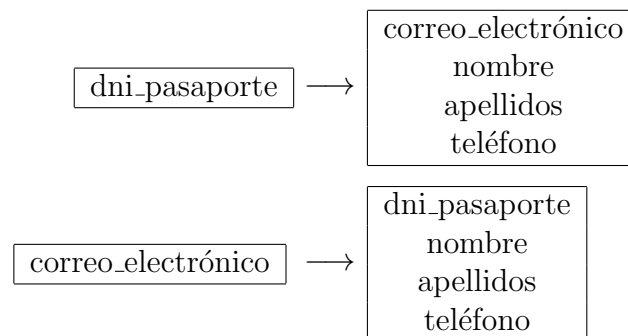 dni_pasaporte ⟶
correo_electrónico
nombre
apellidos
teléfono
correo_electrónico ⟶
dni_pasaporte
nombre
apellidos
teléfono